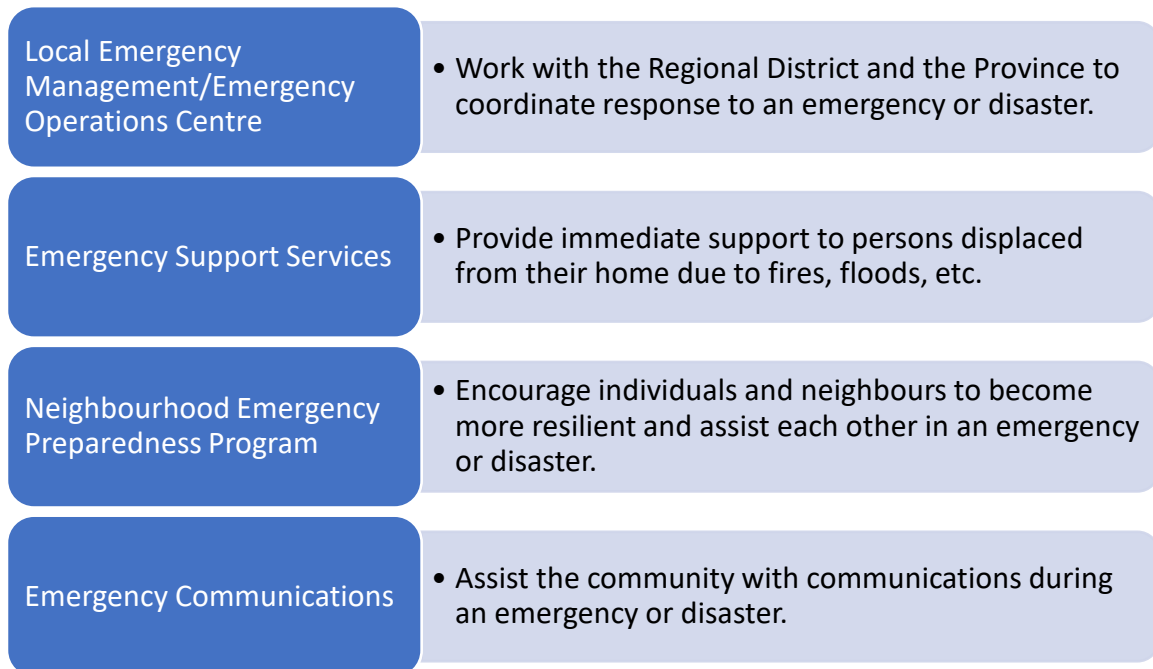 Local Emergency
Management/Emergency
Operations Centre
• Work with the Regional District and the Province to
coordinate response to an emergency or disaster.
Emergency Support Services
• Provide immediate support to persons displaced
from their home due to fires, floods, etc.
Neighbourhood Emergency
Preparedness Program
• Encourage individuals and neighbours to become
more resilient and assist each other in an emergency
or disaster.
Emergency Communications
• Assist the community with communications during
an emergency or disaster.